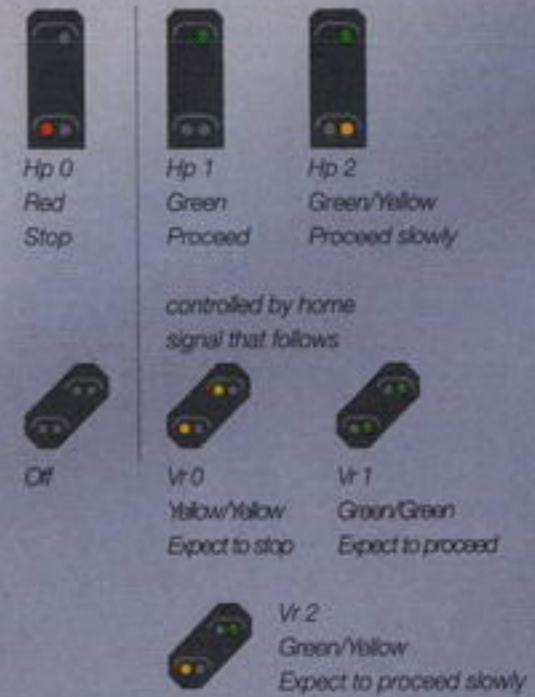 Hp 0
Red
Stop
Hp 1
Green
Proceed
Hp 2
Green/Yellow
Proceed slowly
controlled by home
signal that follows
Off
Vr 0
Yellow/Yellow
Expect to stop
Vr 1
Green/Green
Expect to proceed
Vr 2
Green/Yellow
Expect to proceed slowly